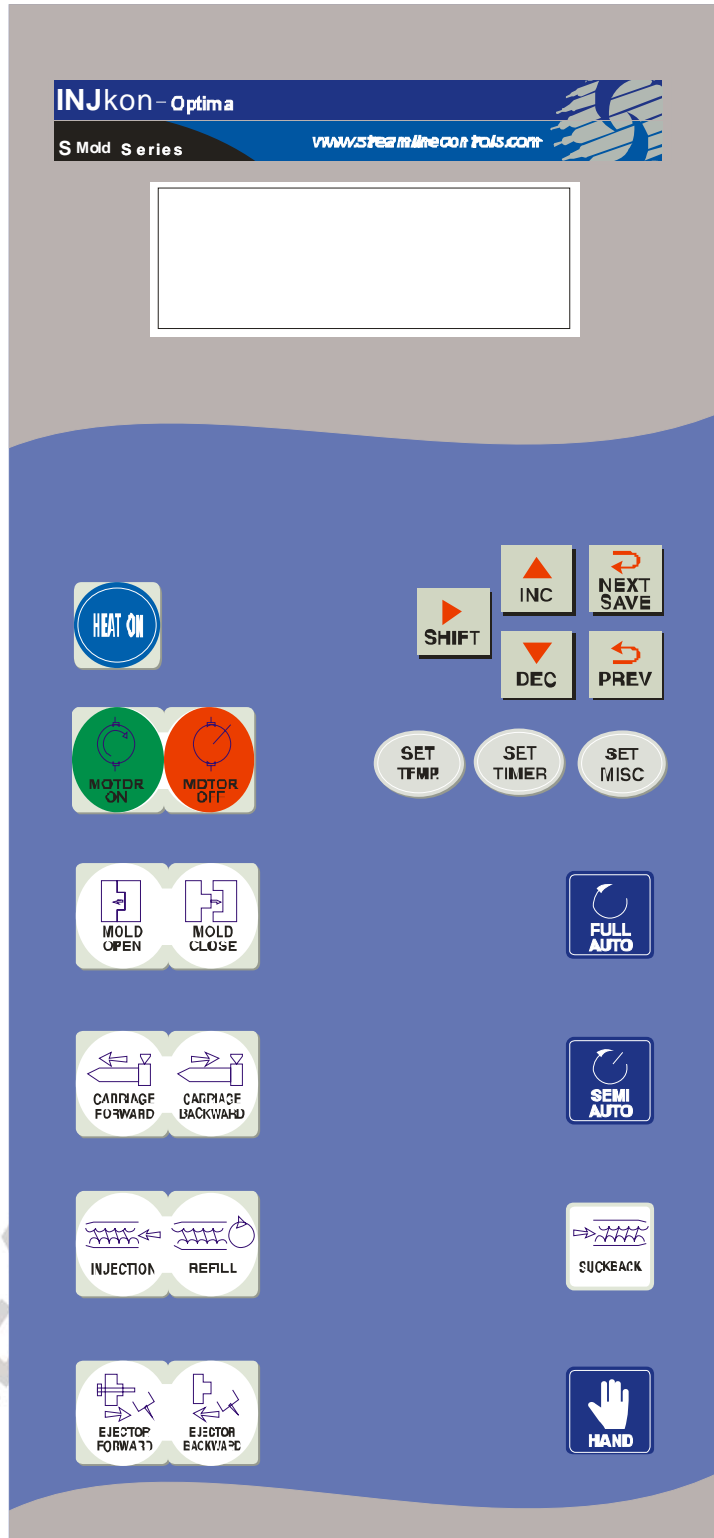 INJkon-Optima
S Mold Series
www.streamlinecontrols.com
INC
NEXT
SAVE
HEAT ON
SHIFT
DEC
PREV
MOTOR
ON
MOTOR
OFF
SET
TEMP.
SET
TIMER
SET
MISC
MOLD
OPEN
MOLD
CLOSE
FULL
AUTO
CARRIAGE
FORWARD
CARRIAGE
BACKWARD
SEMI
AUTO
INJECTION
REFILL
SUCKBACK
EJECTOR
FORWARD
EJECTOR
BACKWARD
HAND